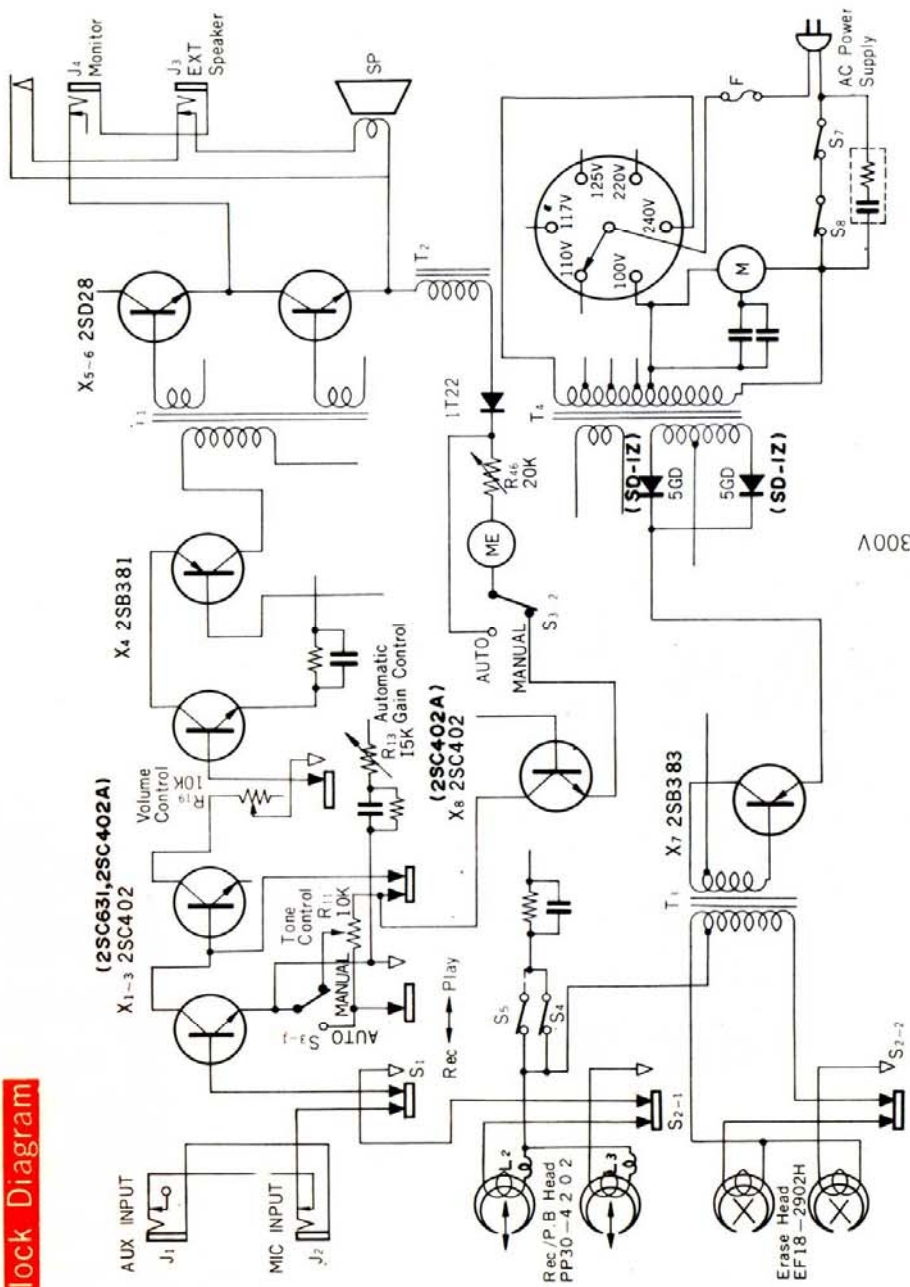 lock Diagram
AUX INPUT
J1
MIC INPUT
J2
(2SC631, 2SC402A)
X1-3 2SC402
Tone
Control
R11
10K
AUTO
MANUAL
S3-1
S1
Rec
Play
Volume
Control
R19
10K
X4 2SB381
R13 Automatic
15K Gain Control
X5-6 2SD28
T1
J4
Monitor
J3
EXT
Speaker
SP
T2
1T22
R46
20K
ME
AUTO
MANUAL
S3-2
(2SC402A)
X8 2SC402
S5
S4
L2
L3
Rec/P.B Head
PP30-4202
S2-1
Erase Head
EF18-2902H
S2-2
X7 2SB383
(SD-1Z)
5GD
5GD
(SD-1Z)
T4
100V
110V
117V
125V
220V
240V
M
F
AC Power
Supply
S7
S8
300V